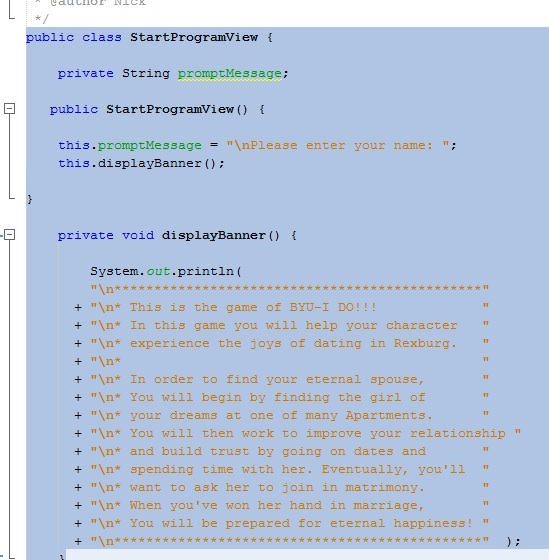 * @author Nick
*/
public class StartProgramView {
private String promptMessage;
public StartProgramView() {
this.promptMessage = "\nPlease enter your name: ";
this.displayBanner();
}
private void displayBanner() {
System.out.println(
"\n**********************************************"
+ "\n* This is the game of BYU-I DO!!!             "
+ "\n* In this game you will help your character   "
+ "\n* experience the joys of dating in Rexburg.   "
+ "\n*                                             "
+ "\n* In order to find your eternal spouse,       "
+ "\n* You will begin by finding the girl of       "
+ "\n* your dreams at one of many Apartments.      "
+ "\n* You will then work to improve your relationship "
+ "\n* and build trust by going on dates and       "
+ "\n* spending time with her. Eventually, you'll  "
+ "\n* want to ask her to join in matrimony.       "
+ "\n* When you've won her hand in marriage,       "
+ "\n* You will be prepared for eternal happiness! "
+ "\n**********************************************"  );
}